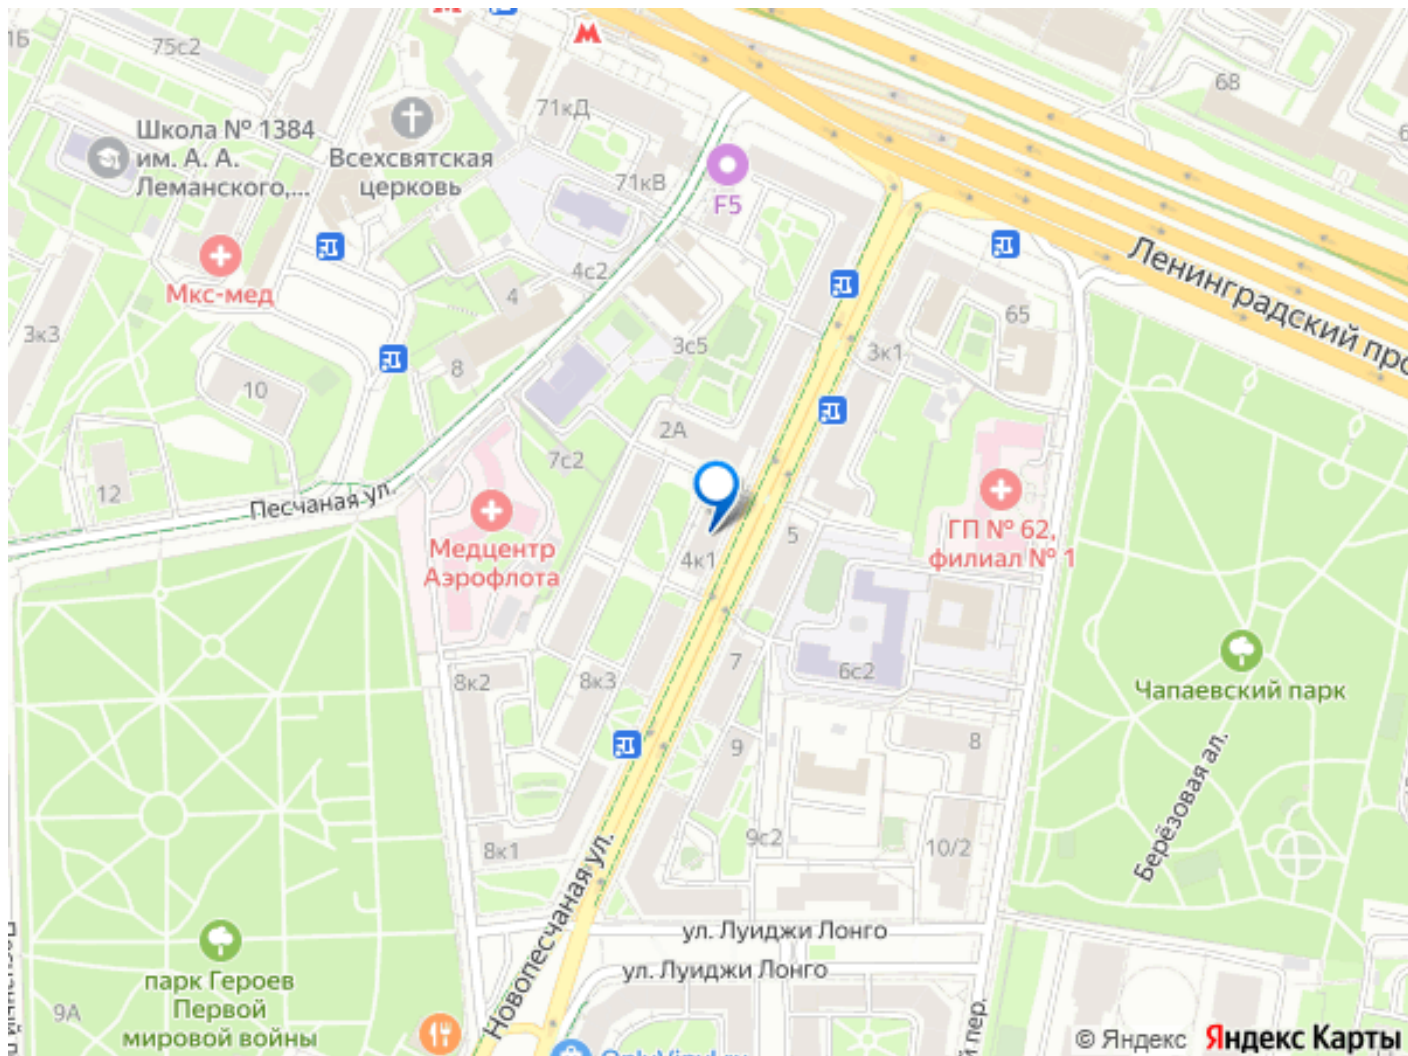 1Б
75с2
71кД
68
Школа № 1384
им. А. А.
Леманского,...
Всехсвятская
церковь
71кВ
F5
Ленинградский про
4с2
Мкс-мед
4
65
3к3
3с5
3к1
8
10
2А
7с2
12
Песчаная ул.
ГП № 62,
филиал № 1
5
Медцентр
Аэрофлота
4к1
7
6с2
8к2
8к3
Чапаевский парк
9
8
Берёзовая ал.
9с2
10/2
8к1
Новопесчаная ул.
ул. Луиджи Лонго
ул. Луиджи Лонго
парк Героев
Первой
мировой войны
9А
й пер.
© Яндекс Яндекс Карты